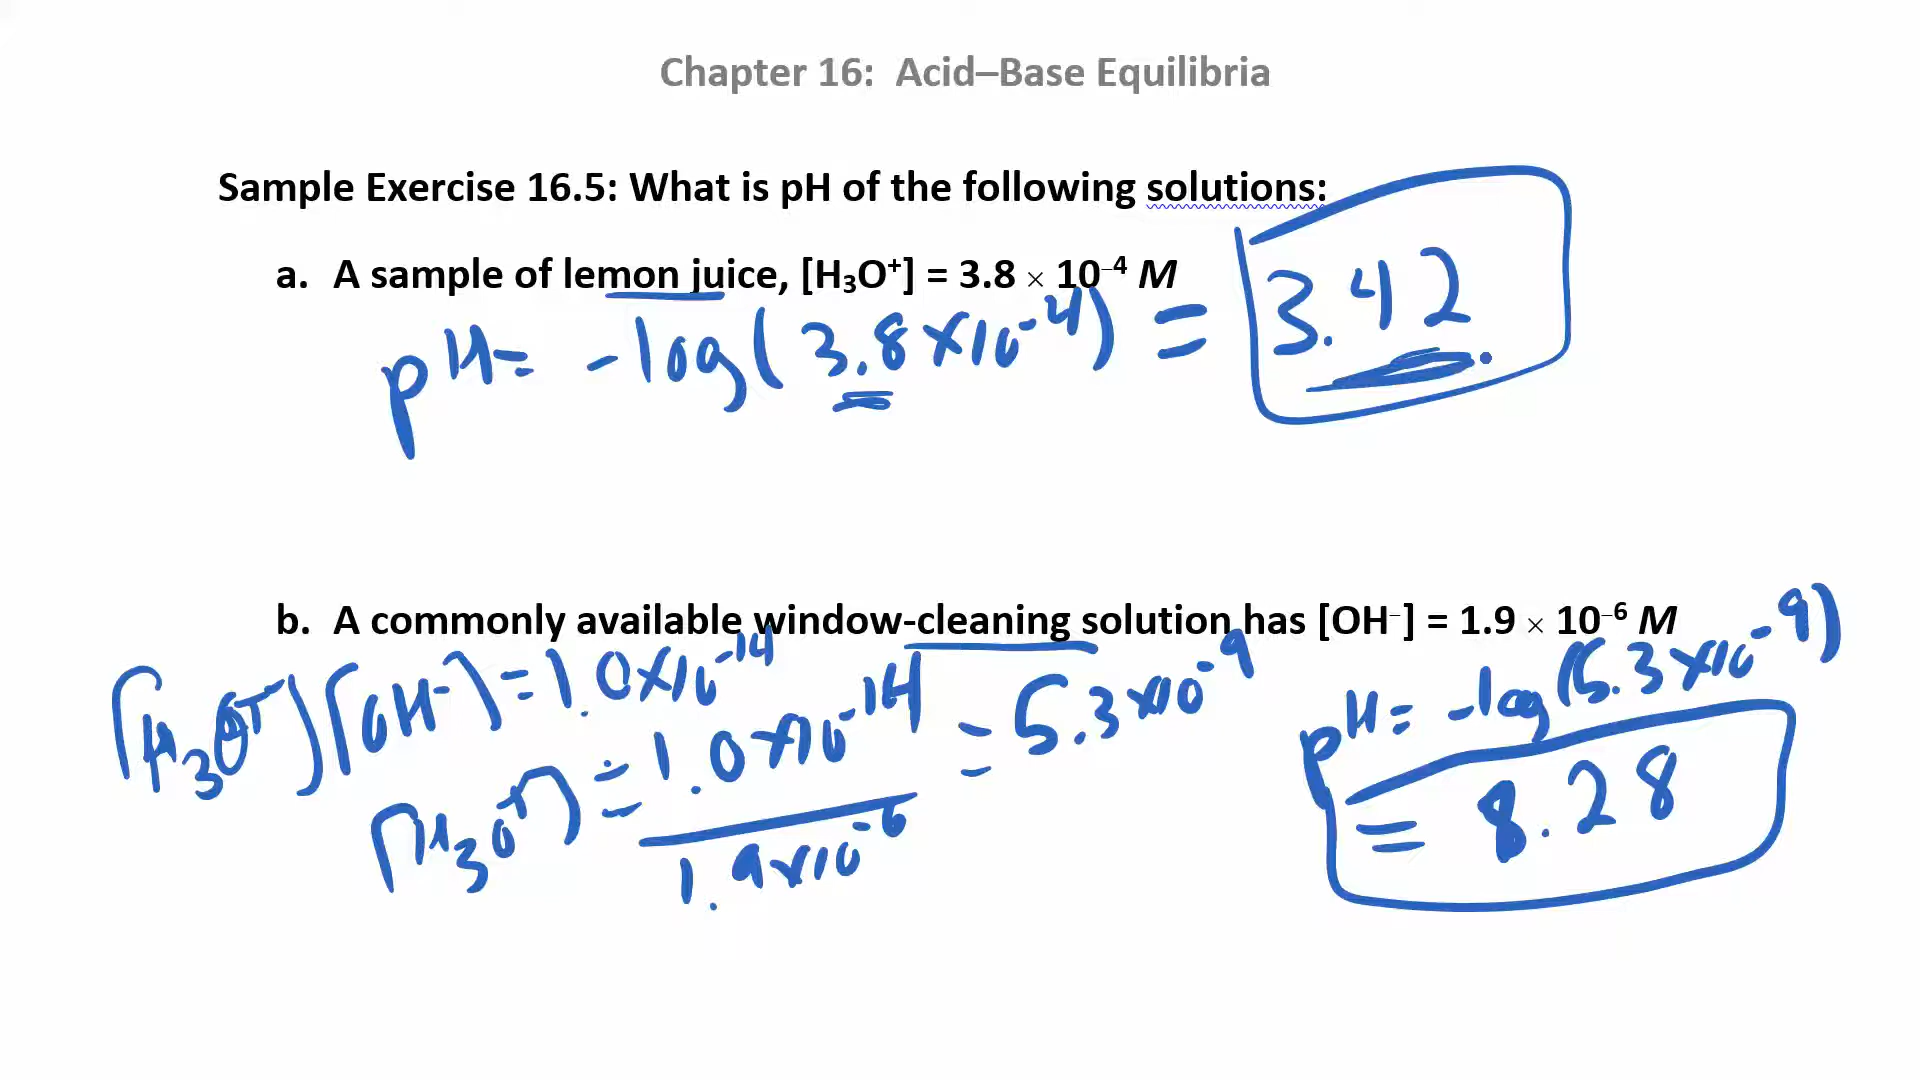 Chapter 16: Acid–Base Equilibria
Sample Exercise 16.5: What is pH of the following solutions:
a. A sample of lemon juice, [H₃O⁺] = 3.8 × 10⁻⁴ M
pH = -log(3.8×10⁻⁴) = 3.42
b. A commonly available window-cleaning solution has [OH⁻] = 1.9 × 10⁻⁶ M
[H₃O⁺][OH⁻] = 1.0×10⁻¹⁴
[H₃O⁺] = 1.0×10⁻¹⁴ = 5.3×10⁻⁹
1.9×10⁻⁶
pH = -log(5.3×10⁻⁹)
= 8.28